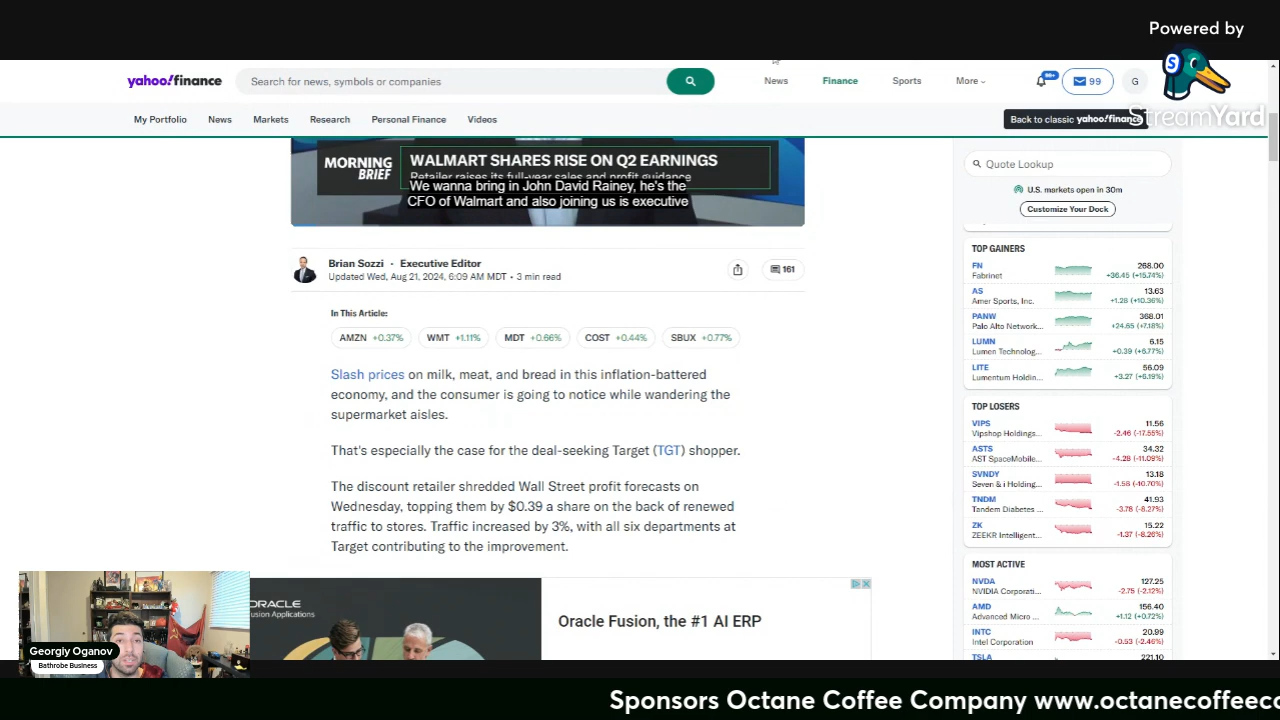 Powered by
StreamYard
yahoo!finance
Search for news, symbols or companies
News
Finance
Sports
More
99+
99
G
My Portfolio
News
Markets
Research
Personal Finance
Videos
Back to classic yahoo!finance
MORNING
BRIEF
WALMART SHARES RISE ON Q2 EARNINGS
Retailer raises its full-year sales and profit guidance
We wanna bring in John David Rainey, he's the
CFO of Walmart and also joining us is executive
Brian Sozzi • Executive Editor
Updated Wed, Aug 21, 2024, 6:09 AM MDT • 3 min read
161
In This Article:
AMZN +0.37%
WMT +1.11%
MDT +0.66%
COST +0.44%
SBUX +0.77%
Slash prices on milk, meat, and bread in this inflation-battered
economy, and the consumer is going to notice while wandering the
supermarket aisles.
That's especially the case for the deal-seeking Target (TGT) shopper.
The discount retailer shredded Wall Street profit forecasts on
Wednesday, topping them by $0.39 a share on the back of renewed
traffic to stores. Traffic increased by 3%, with all six departments at
Target contributing to the improvement.
ORACLE
Fusion Applications
Oracle Fusion, the #1 AI ERP
Quote Lookup
U.S. markets open in 30m
Customize Your Dock
TOP GAINERS
FN 268.00
Fabrinet +36.45 (+15.74%)
AS 13.63
Amer Sports, Inc. +1.28 (+10.36%)
PANW 368.01
Palo Alto Network... +24.65 (+7.18%)
LUMN 6.15
Lumen Technolog... +0.39 (+6.77%)
LITE 56.09
Lumentum Holdin... +3.27 (+6.19%)
TOP LOSERS
VIPS 11.56
Vipshop Holdings... -2.46 (-17.55%)
ASTS 34.32
AST SpaceMobile... -4.28 (-11.09%)
SVNDY 13.18
Seven & i Holding... -1.58 (-10.70%)
TNDM 41.93
Tandem Diabetes ... -3.78 (-8.27%)
ZK 15.22
ZEEKR Intelligent... -1.37 (-8.26%)
MOST ACTIVE
NVDA 127.25
NVIDIA Corporati... -2.75 (-2.12%)
AMD 156.40
Advanced Micro ... +1.12 (+0.72%)
INTC 20.99
Intel Corporation -0.53 (-2.46%)
TSLA 221.10
Georgiy Oganov
Bathrobe Business
Sponsors Octane Coffee Company www.octanecoffeeco